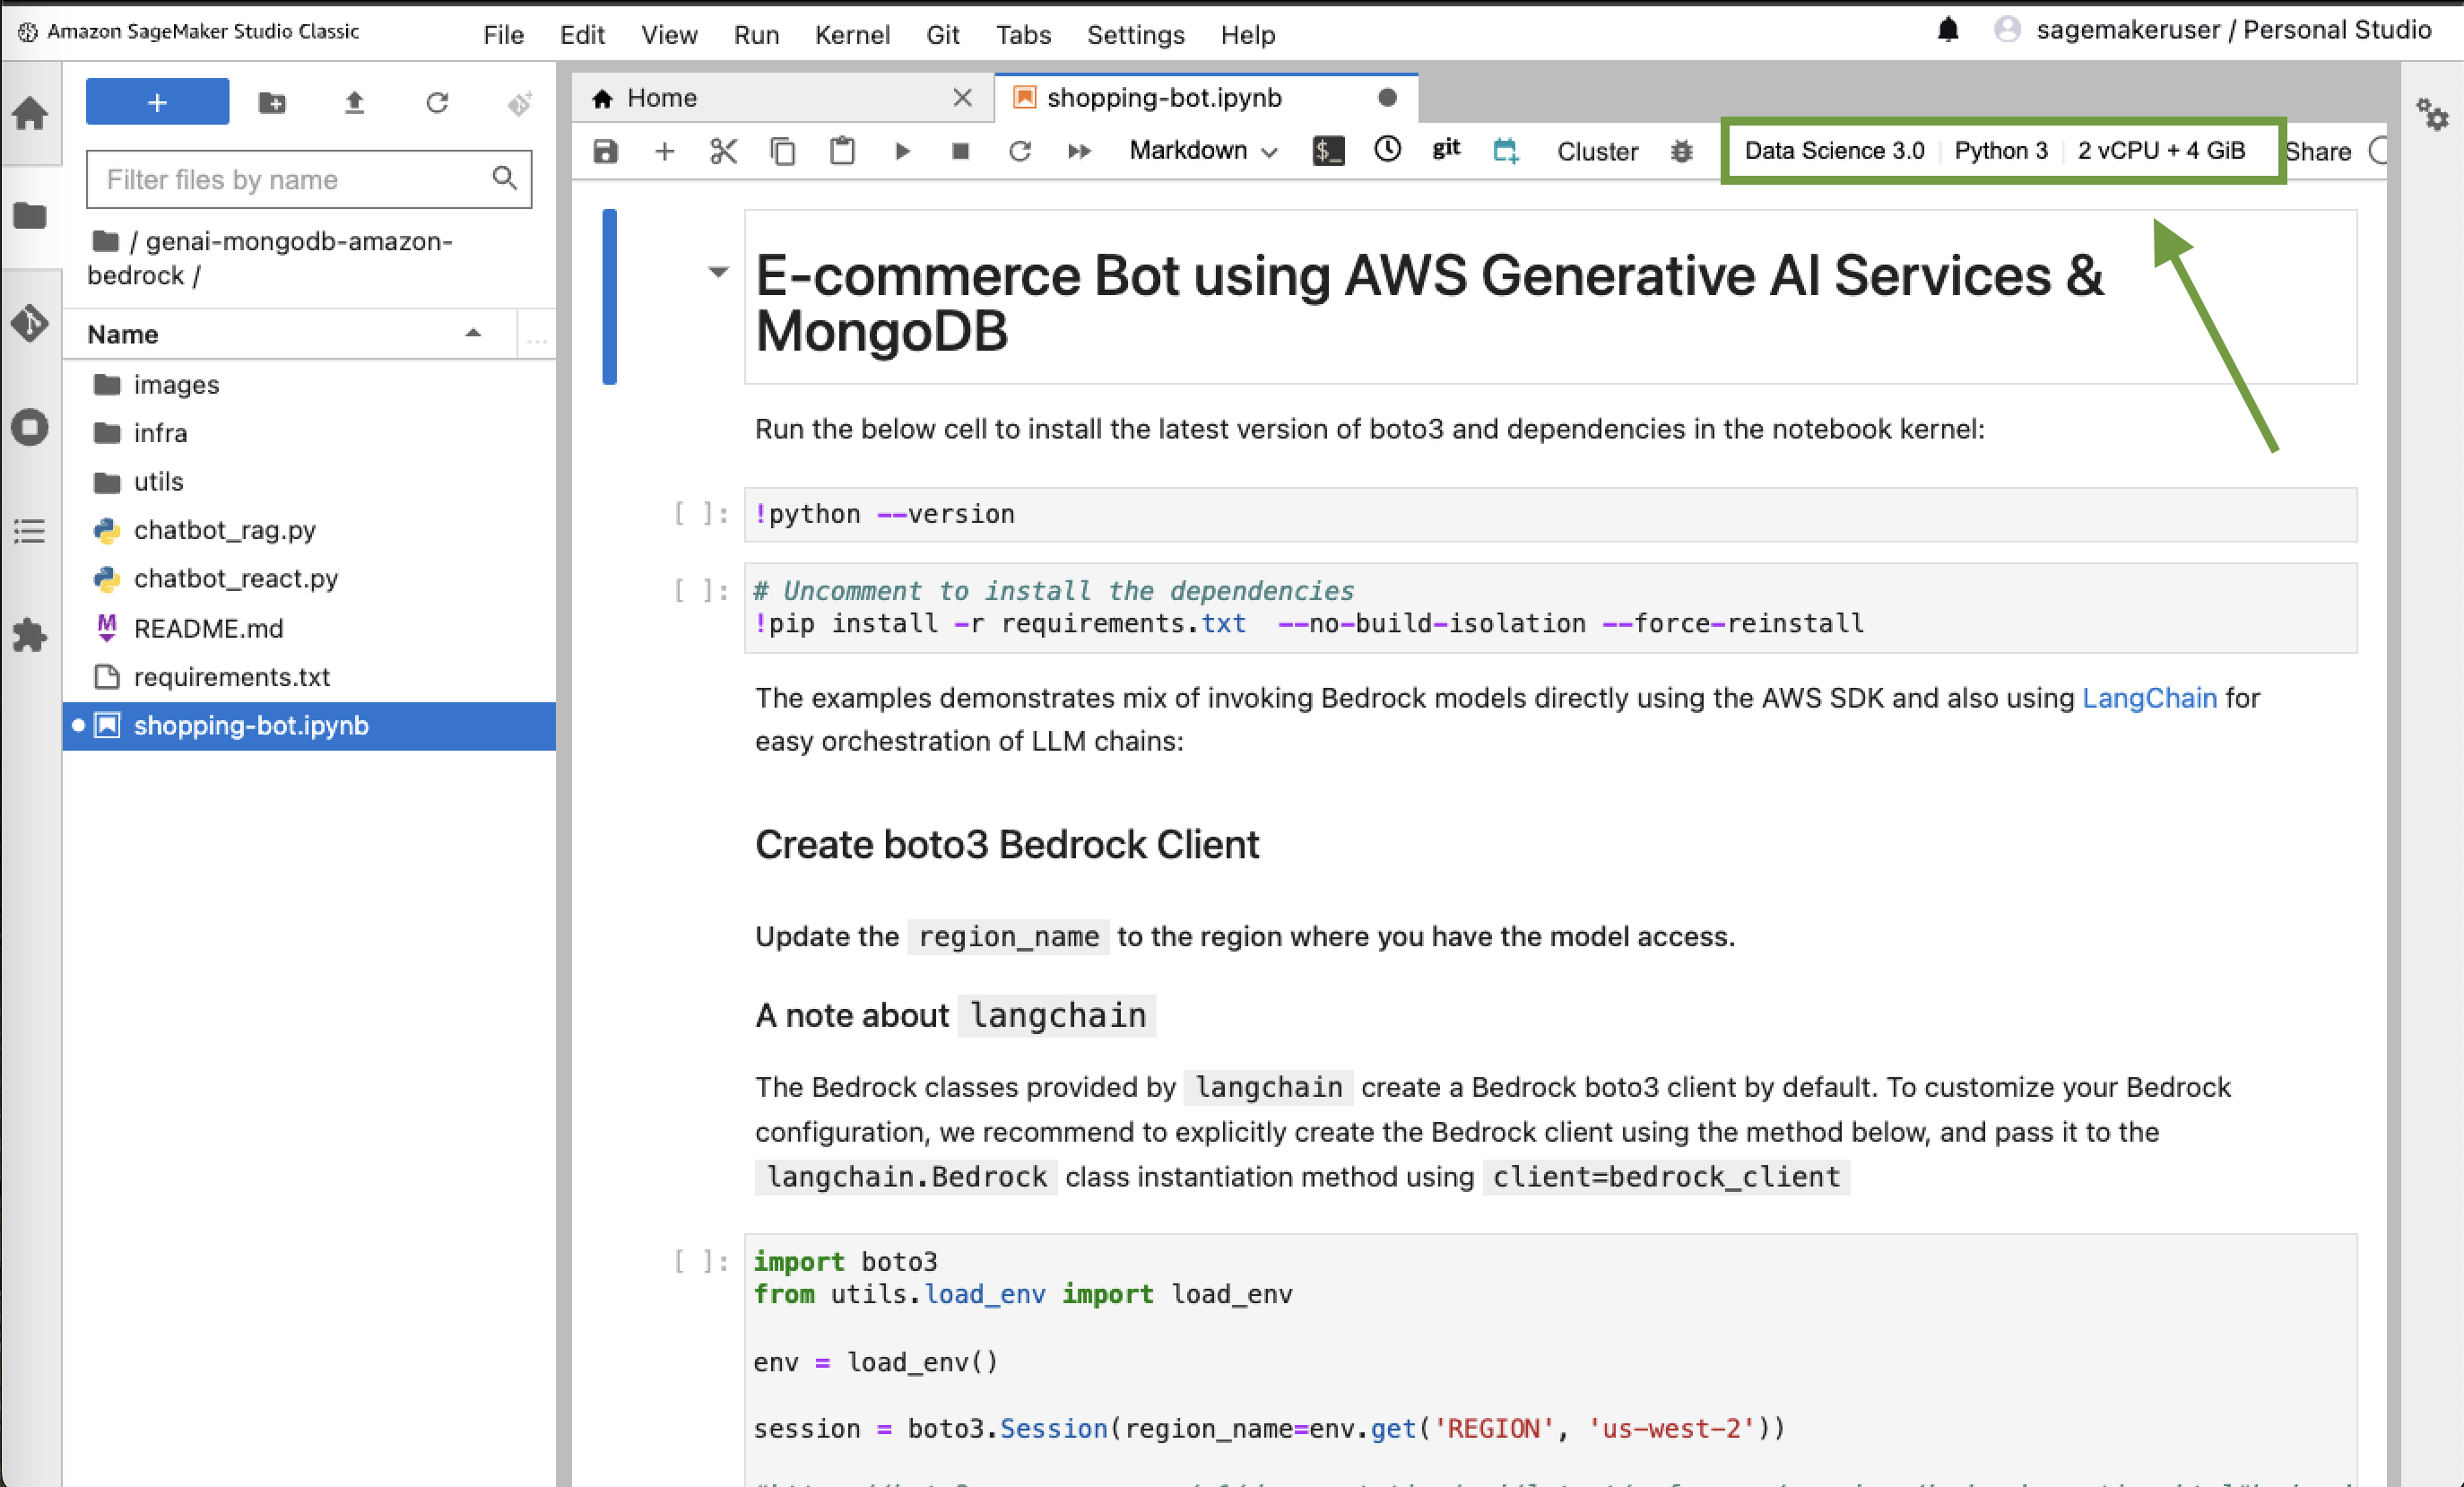 Amazon SageMaker Studio Classic
File Edit View Run Kernel Git Tabs Settings Help
sagemakeruser / Personal Studio
+
Filter files by name
/ genai-mongodb-amazon-
bedrock /
Name
...
images
infra
utils
chatbot_rag.py
chatbot_react.py
README.md
requirements.txt
shopping-bot.ipynb
Home
shopping-bot.ipynb
Markdown
$_
git
Cluster
Data Science 3.0 | Python 3 | 2 vCPU + 4 GiB
Share
E-commerce Bot using AWS Generative AI Services &
MongoDB
Run the below cell to install the latest version of boto3 and dependencies in the notebook kernel:
[ ]: !python --version
[ ]: # Uncomment to install the dependencies
!pip install -r requirements.txt  --no-build-isolation --force-reinstall
The examples demonstrates mix of invoking Bedrock models directly using the AWS SDK and also using LangChain for
easy orchestration of LLM chains:
Create boto3 Bedrock Client
Update the region_name to the region where you have the model access.
A note about langchain
The Bedrock classes provided by langchain create a Bedrock boto3 client by default. To customize your Bedrock
configuration, we recommend to explicitly create the Bedrock client using the method below, and pass it to the
langchain.Bedrock class instantiation method using client=bedrock_client
[ ]: import boto3
from utils.load_env import load_env
env = load_env()
session = boto3.Session(region_name=env.get('REGION', 'us-west-2'))